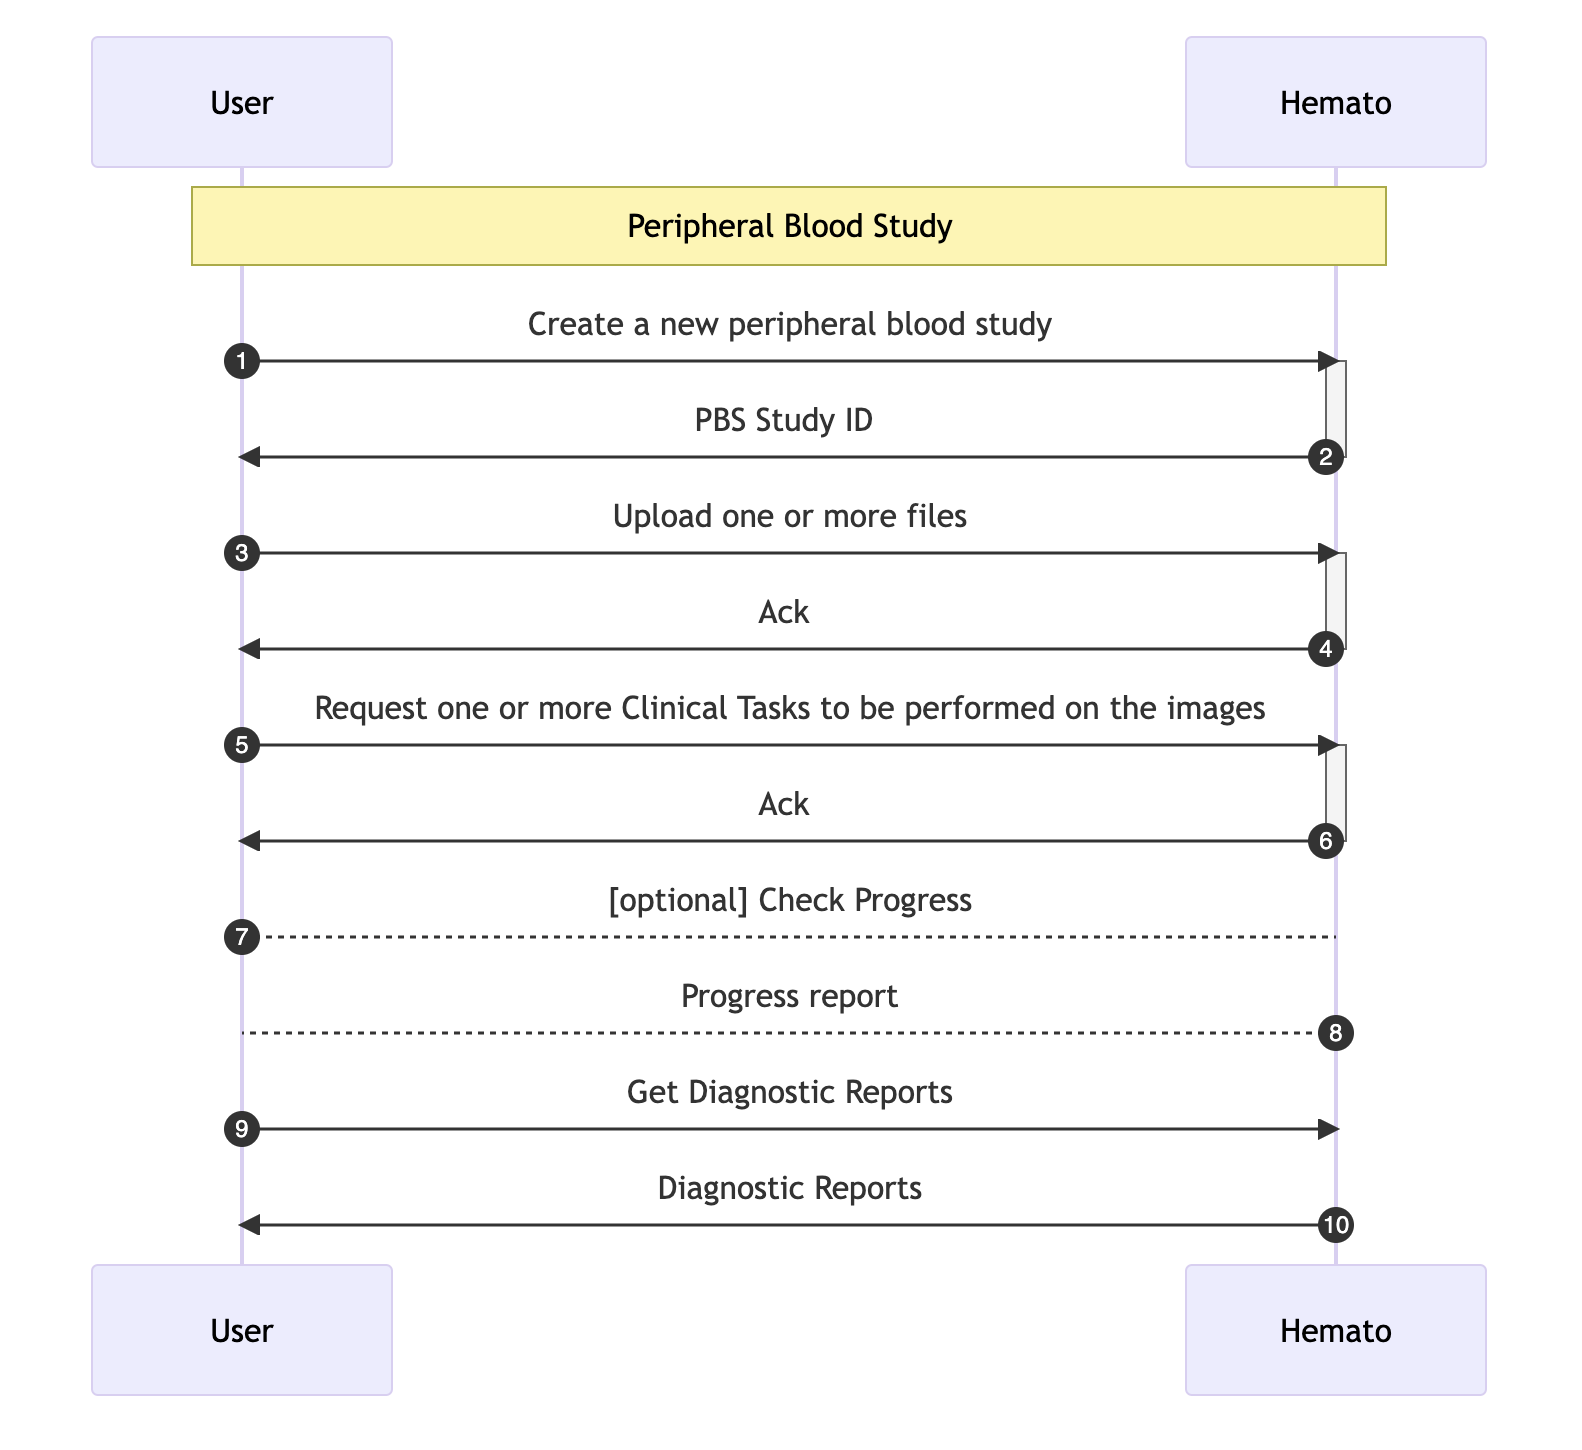 User
Hemato
Peripheral Blood Study
Create a new peripheral blood study
1
PBS Study ID
2
Upload one or more files
3
Ack
4
Request one or more Clinical Tasks to be performed on the images
5
Ack
6
[optional] Check Progress
7
Progress report
8
Get Diagnostic Reports
9
Diagnostic Reports
10
User
Hemato